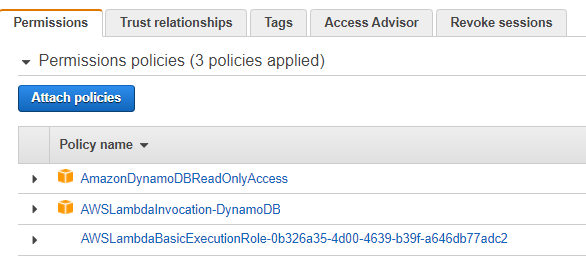 Permissions Trust relationships Tags Access Advisor Revoke sessions
Permissions policies (3 policies applied)
Attach policies
Policy name
AmazonDynamoDBReadOnlyAccess
AWSLambdaInvocation-DynamoDB
AWSLambdaBasicExecutionRole-0b326a35-4d00-4639-b39f-a646db77adc2